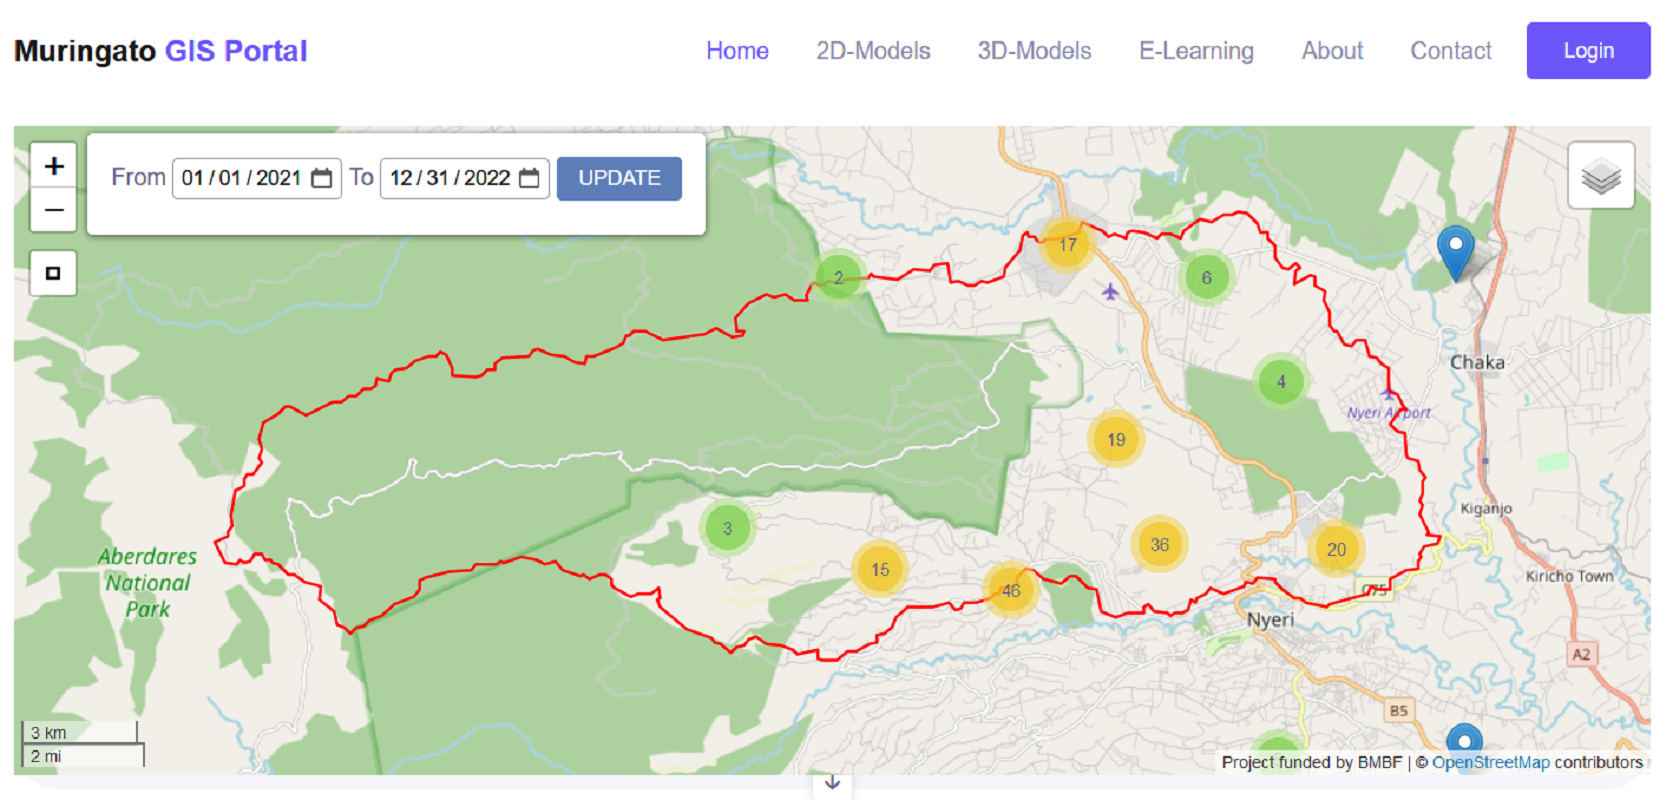 Muringato GIS Portal
Home 2D-Models 3D-Models E-Learning About Contact Login
+
−
From 01/01/2021 To 12/31/2022 UPDATE
17
2
6
Chaka
4
Nyeri Airport
19
Kiganjo
3
36
20
Aberdares
National
Park
15
46
C75
Kiricho Town
Nyeri
A2
B5
3 km
2 mi
Project funded by BMBF | © OpenStreetMap contributors